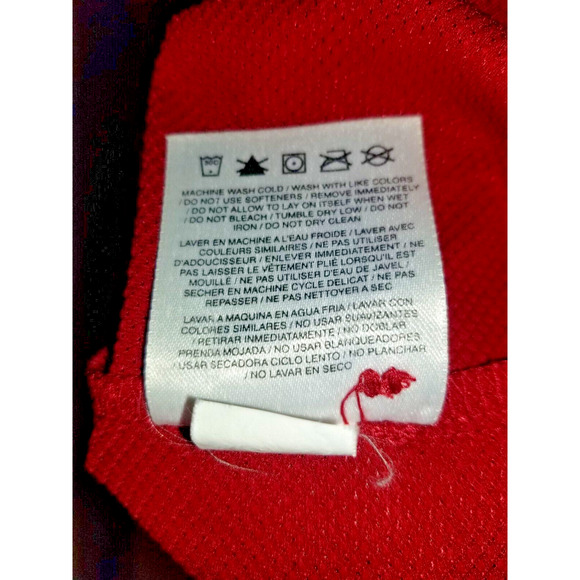 MACHINE WASH COLD / WASH WITH LIKE COLORS
/ DO NOT USE SOFTENERS / REMOVE IMMEDIATELY
/ DO NOT ALLOW TO LAY ON ITSELF WHEN WET
/ DO NOT BLEACH / TUMBLE DRY LOW / DO NOT
IRON / DO NOT DRY CLEAN
LAVER EN MACHINE A L'EAU FROIDE / LAVER AVEC
COULEURS SIMILAIRES / NE PAS UTILISER
D'ADOUCISSEUR / ENLEVER IMMEDIATEMENT / NE
PAS LAISSER LE VÊTEMENT PLIÉ LORSQU'IL EST
MOUILLÉ / NE PAS UTILISER D'EAU DE JAVEL /
SECHER EN MACHINE CYCLE DELICAT / NE PAS
REPASSER / NE PAS NETTOYER A SEC
LAVAR A MAQUINA EN AGUA FRIA / LAVAR CON
COLORES SIMILARES / NO USAR SUAVIZANTES
/ RETIRAR INMEDIATAMENTE / NO DOBLAR
PRENDA MOJADA / NO USAR BLANQUEADORES
/ USAR SECADORA CICLO LENTO / NO PLANCHAR
/ NO LAVAR EN SECO